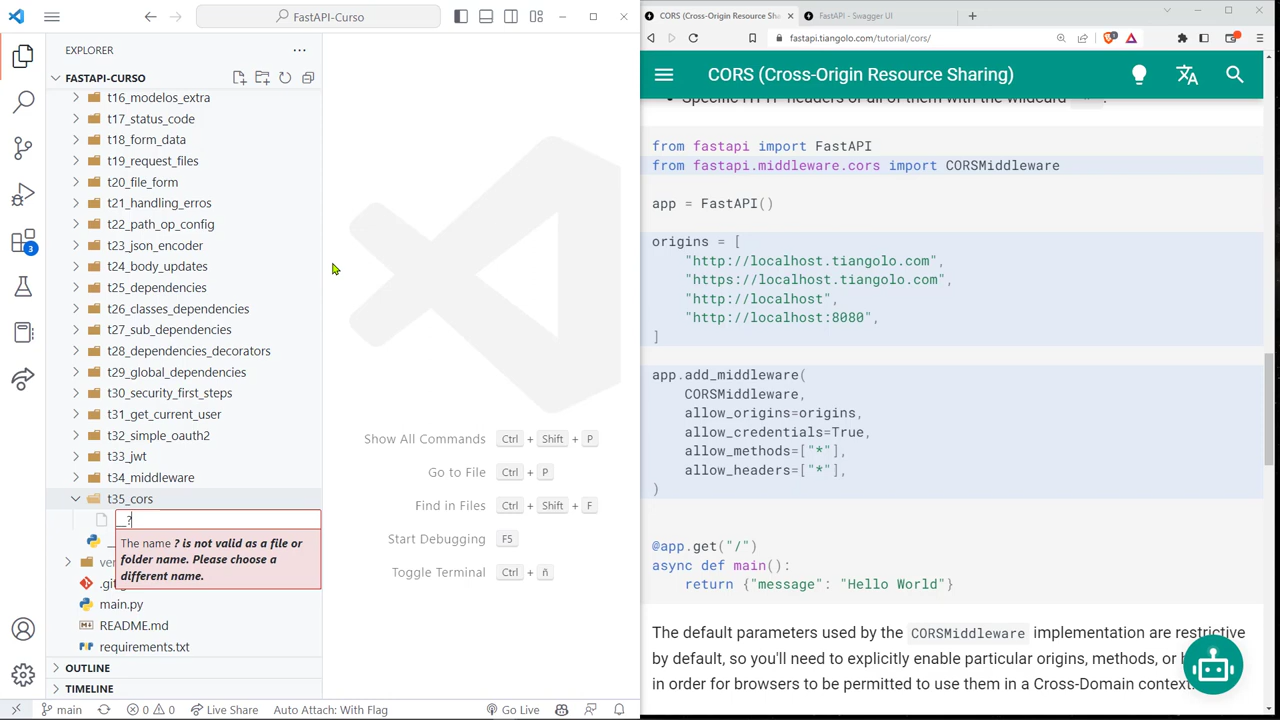 FastAPI-Curso
EXPLORER
FASTAPI-CURSO
t16_modelos_extra
t17_status_code
t18_form_data
t19_request_files
t20_file_form
t21_handling_erros
t22_path_op_config
t23_json_encoder
t24_body_updates
t25_dependencies
t26_classes_dependencies
t27_sub_dependencies
t28_dependencies_decorators
t29_global_dependencies
t30_security_first_steps
t31_get_current_user
t32_simple_oauth2
t33_jwt
t34_middleware
t35_cors
__?
The name ? is not valid as a file or
folder name. Please choose a
different name.
main.py
README.md
requirements.txt
OUTLINE
TIMELINE
3
Show All Commands Ctrl + Shift + P
Go to File Ctrl + P
Find in Files Ctrl + Shift + F
Start Debugging F5
Toggle Terminal Ctrl + ñ
main 0 0 Live Share Auto Attach: With Flag Go Live
CORS (Cross-Origin Resource Sha
FastAPI - Swagger UI
fastapi.tiangolo.com/tutorial/cors/
CORS (Cross-Origin Resource Sharing)
from fastapi import FastAPI
from fastapi.middleware.cors import CORSMiddleware
app = FastAPI()
origins = [
"http://localhost.tiangolo.com",
"https://localhost.tiangolo.com",
"http://localhost",
"http://localhost:8080",
]
app.add_middleware(
CORSMiddleware,
allow_origins=origins,
allow_credentials=True,
allow_methods=["*"],
allow_headers=["*"],
)
@app.get("/")
async def main():
return {"message": "Hello World"}
The default parameters used by the CORSMiddleware implementation are restrictive
by default, so you'll need to explicitly enable particular origins, methods, or
in order for browsers to be permitted to use them in a Cross-Domain context.